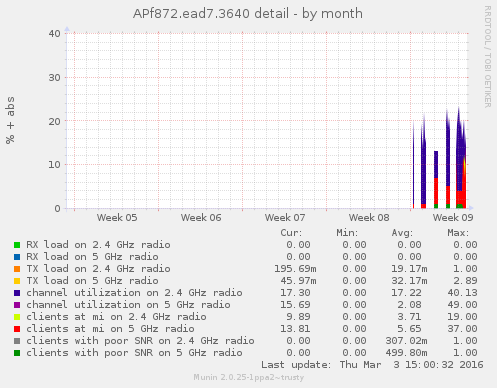 APf872.ead7.3640 detail - by month
RRDTOOL / TOBI OETIKER
% + abs
40
30
20
10
0
Week 05 Week 06 Week 07 Week 08 Week 09
Cur: Min: Avg: Max:
RX load on 2.4 GHz radio 0.00 0.00 0.00 0.00
RX load on 5 GHz radio 0.00 0.00 0.00 0.00
TX load on 2.4 GHz radio 195.69m 0.00 19.17m 1.00
TX load on 5 GHz radio 45.97m 0.00 32.17m 2.89
channel utilization on 2.4 GHz radio 17.30 0.00 17.22 40.13
channel utilization on 5 GHz radio 15.69 0.00 2.08 49.00
clients at mi on 2.4 GHz radio 9.89 0.00 3.71 19.00
clients at mi on 5 GHz radio 13.81 0.00 5.65 37.00
clients with poor SNR on 2.4 GHz radio 0.00 0.00 307.02m 1.00
clients with poor SNR on 5 GHz radio 0.00 0.00 499.80m 1.00
Last update: Thu Mar 3 15:00:32 2016
Munin 2.0.25-1ppa2~trusty